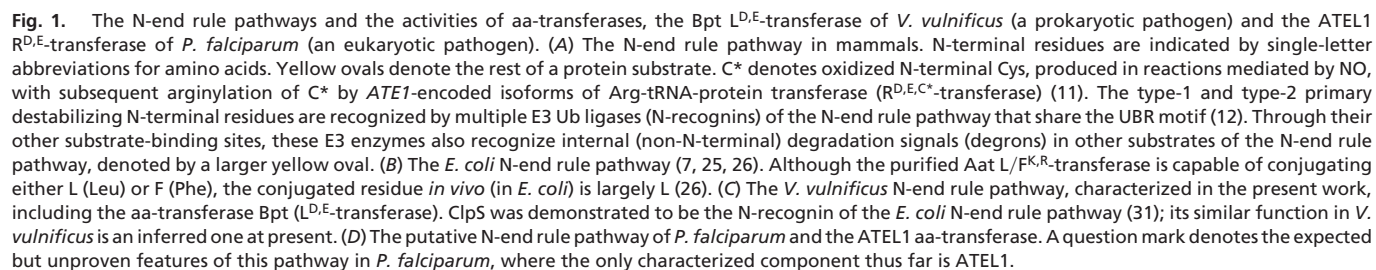 Fig. 1. The N-end rule pathways and the activities of aa-transferases, the Bpt L^D,E-transferase of V. vulnificus (a prokaryotic pathogen) and the ATEL1
R^D,E-transferase of P. falciparum (an eukaryotic pathogen). (A) The N-end rule pathway in mammals. N-terminal residues are indicated by single-letter
abbreviations for amino acids. Yellow ovals denote the rest of a protein substrate. C* denotes oxidized N-terminal Cys, produced in reactions mediated by NO,
with subsequent arginylation of C* by ATE1-encoded isoforms of Arg-tRNA-protein transferase (R^D,E,C*-transferase) (11). The type-1 and type-2 primary
destabilizing N-terminal residues are recognized by multiple E3 Ub ligases (N-recognins) of the N-end rule pathway that share the UBR motif (12). Through their
other substrate-binding sites, these E3 enzymes also recognize internal (non-N-terminal) degradation signals (degrons) in other substrates of the N-end rule
pathway, denoted by a larger yellow oval. (B) The E. coli N-end rule pathway (7, 25, 26). Although the purified Aat L/F^K,R-transferase is capable of conjugating
either L (Leu) or F (Phe), the conjugated residue in vivo (in E. coli) is largely L (26). (C) The V. vulnificus N-end rule pathway, characterized in the present work,
including the aa-transferase Bpt (L^D,E-transferase). ClpS was demonstrated to be the N-recognin of the E. coli N-end rule pathway (31); its similar function in V.
vulnificus is an inferred one at present. (D) The putative N-end rule pathway of P. falciparum and the ATEL1 aa-transferase. A question mark denotes the expected
but unproven features of this pathway in P. falciparum, where the only characterized component thus far is ATEL1.